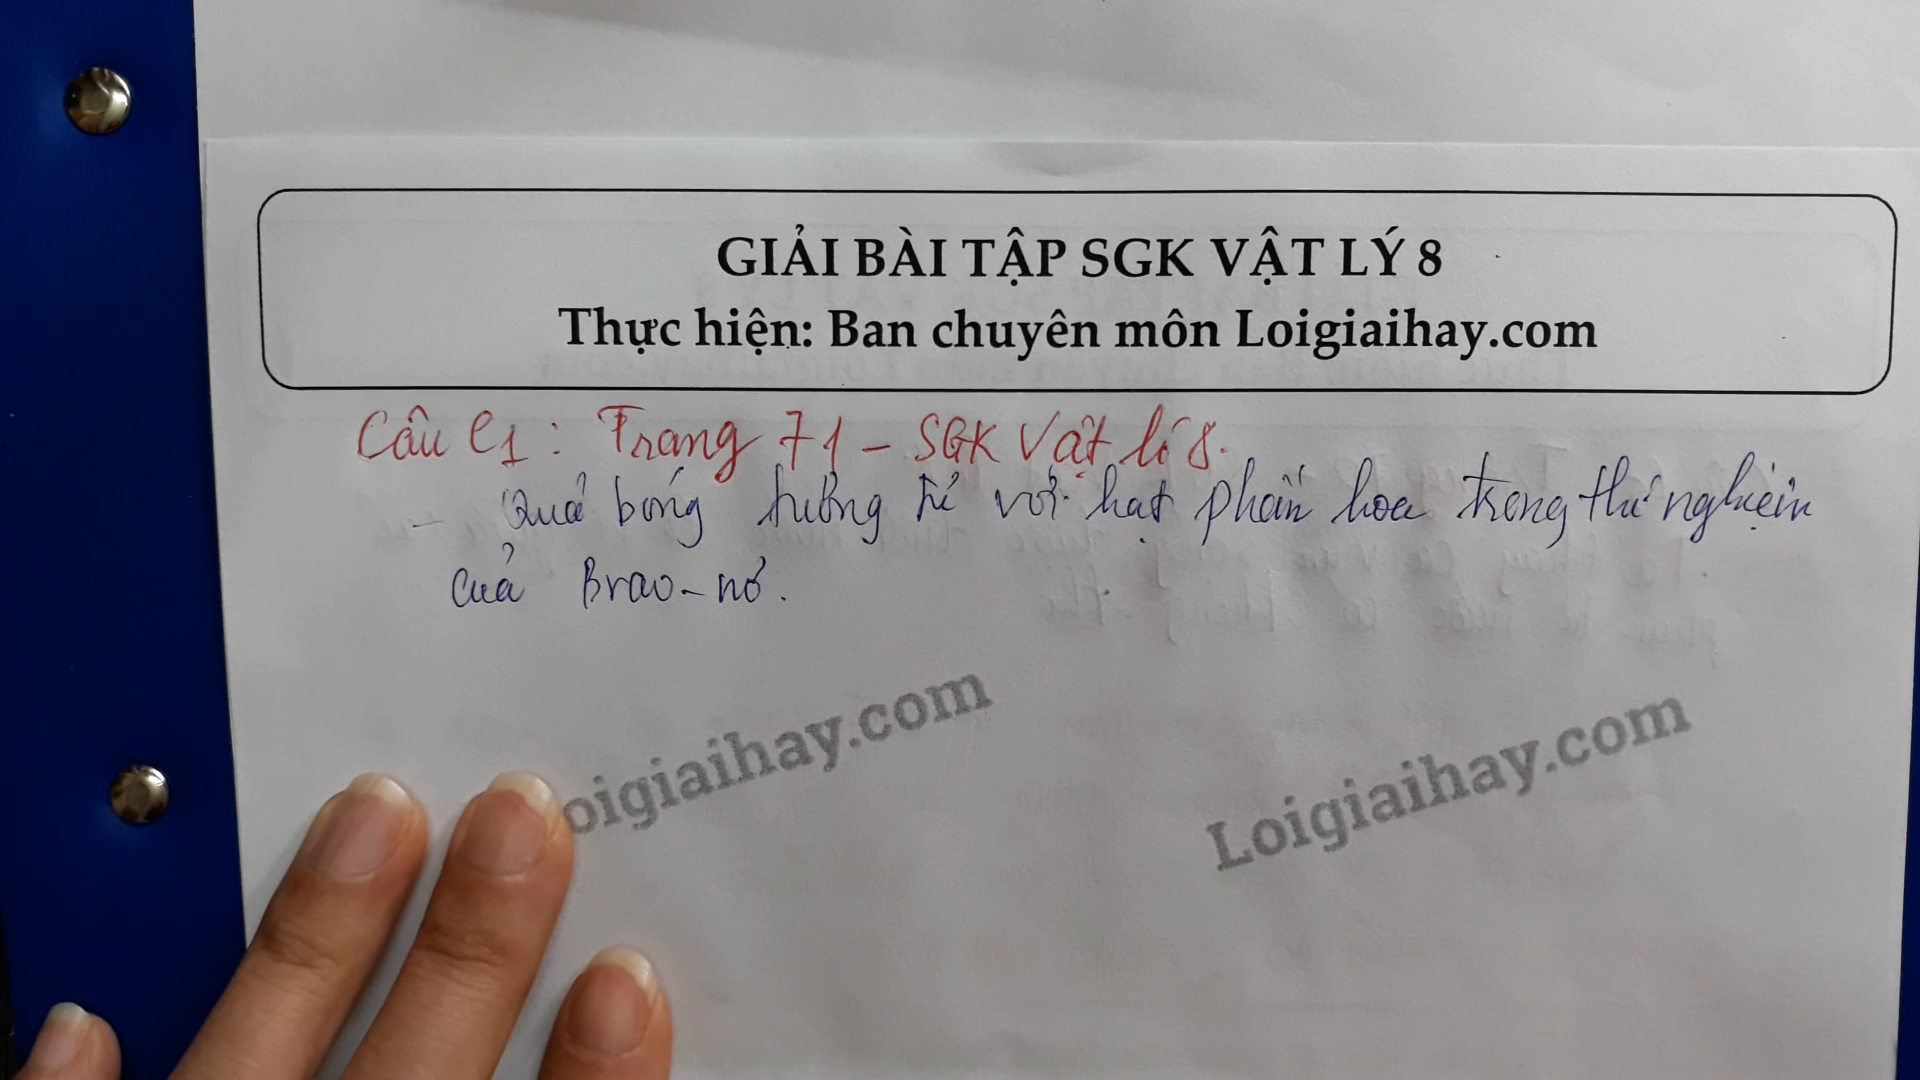 GIẢI BÀI TẬP SGK VẬT LÝ 8
Thực hiện: Ban chuyên môn Loigiaihay.com
Câu C1: Trang 71 - SGK Vật lí 8.
- Quả bóng tương tự với hạt phấn hoa trong thí nghiệm
của Brao-nơ.
oigiaihay.com
Loigiaihay.com